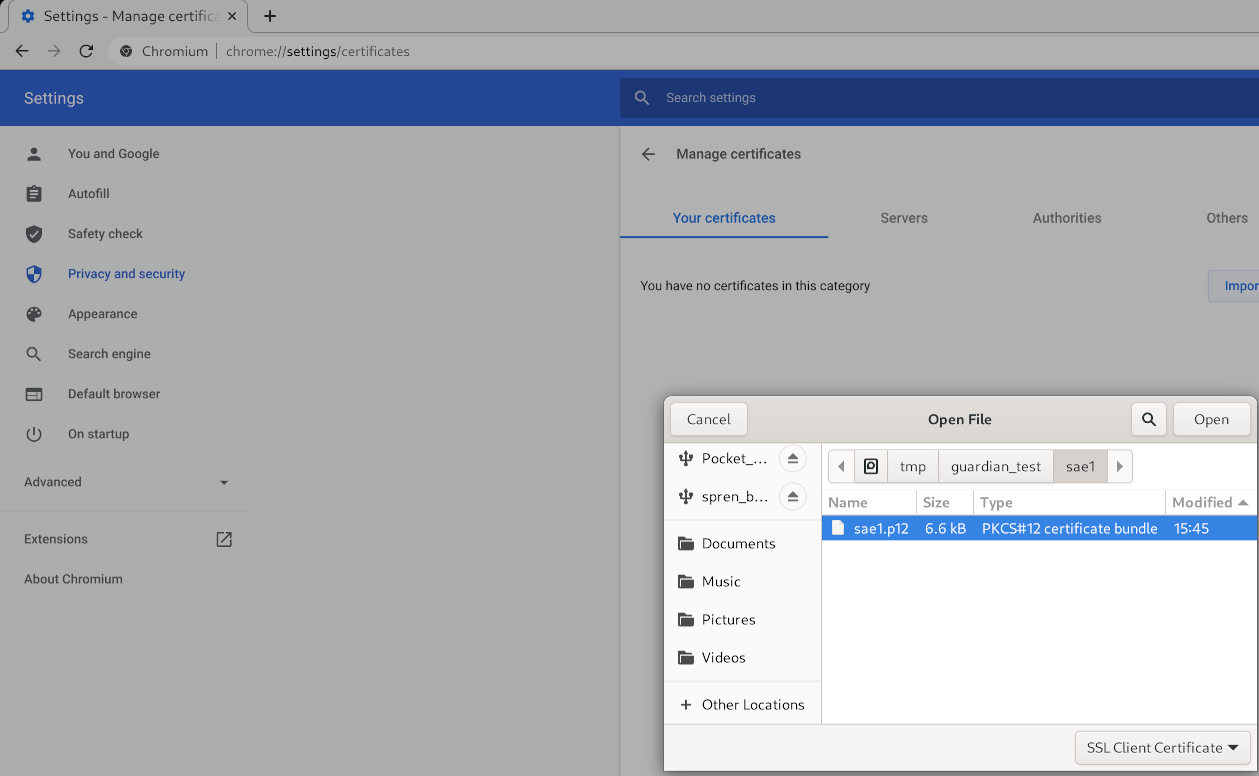 Settings - Manage certifica
Chromium | chrome://settings/certificates
Settings
Search settings
You and Google
Autofill
Safety check
Privacy and security
Appearance
Search engine
Default browser
On startup
Advanced
Extensions
About Chromium
Manage certificates
Your certificates Servers Authorities Others
You have no certificates in this category
Impor
Cancel Open File Open
Pocket_...
spren_b...
Documents
Music
Pictures
Videos
Other Locations
tmp guardian_test sae1
Name Size Type Modified
sae1.p12 6.6 kB PKCS#12 certificate bundle 15:45
SSL Client Certificate